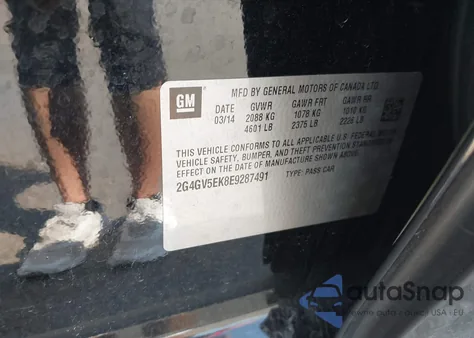 GM
MFD BY GENERAL MOTORS OF CANADA LTD.
DATE GVWR GAWR FRT GAWR RR
03/14 2088 KG 1078 KG 1010 KG
4601 LB 2375 LB 2226 LB
THIS VEHICLE CONFORMS TO ALL APPLICABLE U.S. FEDERAL MOTOR
VEHICLE SAFETY, BUMPER, AND THEFT PREVENTION STANDARDS IN
EFFECT ON THE DATE OF MANUFACTURE SHOWN ABOVE.
2G4GV5EK8E9287491 TYPE: PASS CAR
autoSnap
USA EU